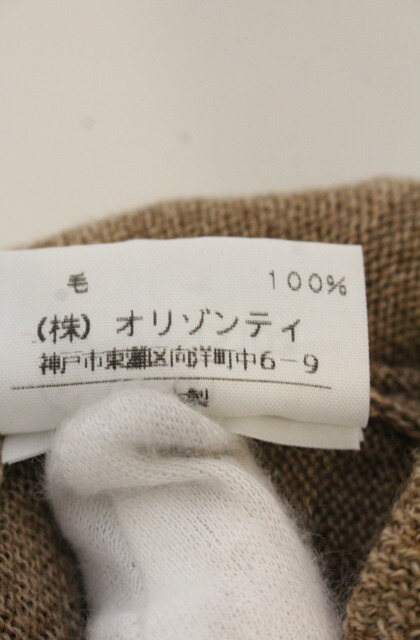 毛 100%
(株) オリゾンティ
神戸市東灘区向洋町中6-9
製